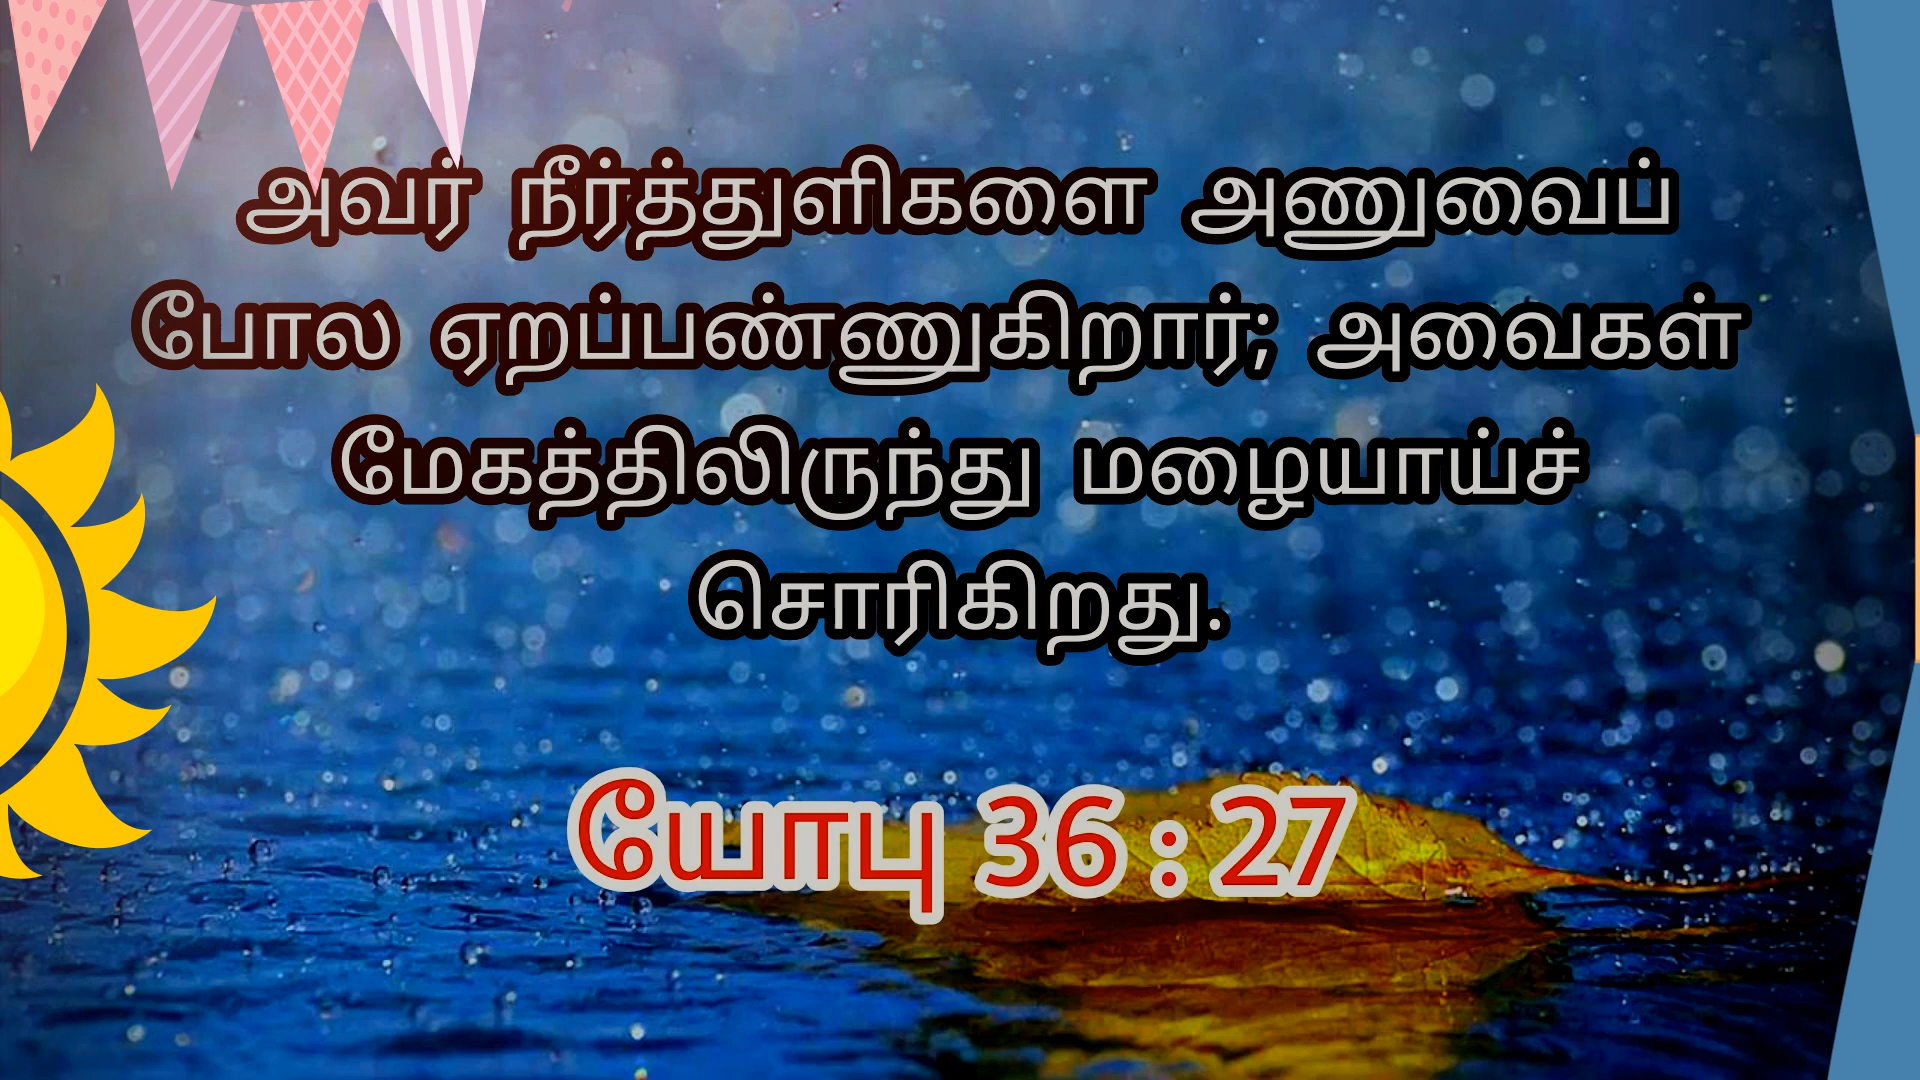 அவர் நீர்த்துளிகளை அணுவைப்
போல ஏறப்பண்ணுகிறார்; அவைகள்
மேகத்திலிருந்து மழையாய்ச்
சொரிகிறது.
யோபு 36 : 27